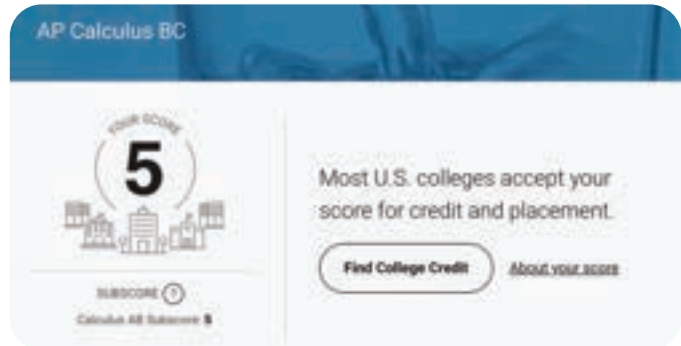 AP Calculus BC
YOUR SCORE
5
Most U.S. colleges accept your
score for credit and placement.
Find College Credit
About your score
SUBSCORE ?
Calculus AB Subscore 5